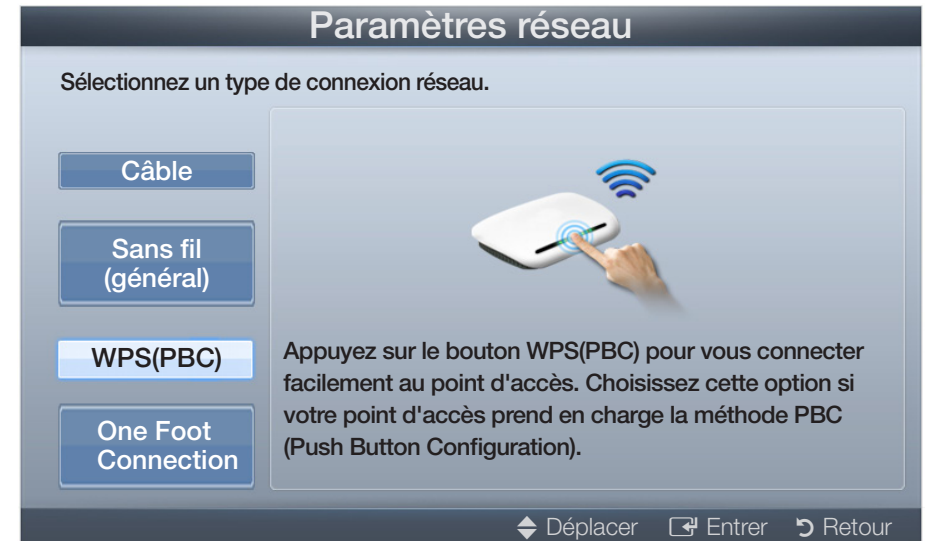 Paramètres réseau
Sélectionnez un type de connexion réseau.
Câble
Sans fil
(général)
WPS(PBC)
One Foot
Connection
Appuyez sur le bouton WPS(PBC) pour vous connecter
facilement au point d'accès. Choisissez cette option si
votre point d'accès prend en charge la méthode PBC
(Push Button Configuration).
Déplacer Entrer Retour